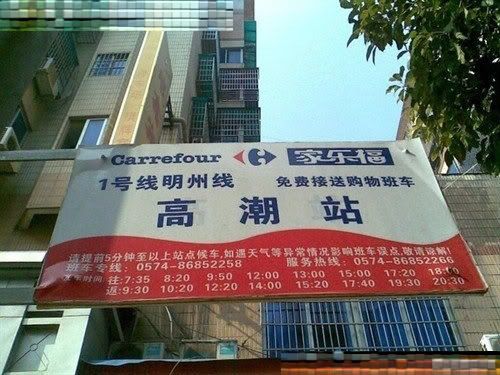 Carrefour 家乐福
1号线明州线 免费接送购物班车
高潮站
请提前5分钟至以上站点候车,如遇天气等异常情况影响班车误点,敬请谅解!
班车专线: 0574-86852258 服务热线: 0574-86852266
发车时间 往: 7:35 8:20 9:50 12:00 13:00 15:00 17:20 18:00
返: 9:30 10:20 12:20 14:00 15:20 17:40 19:30 20:30